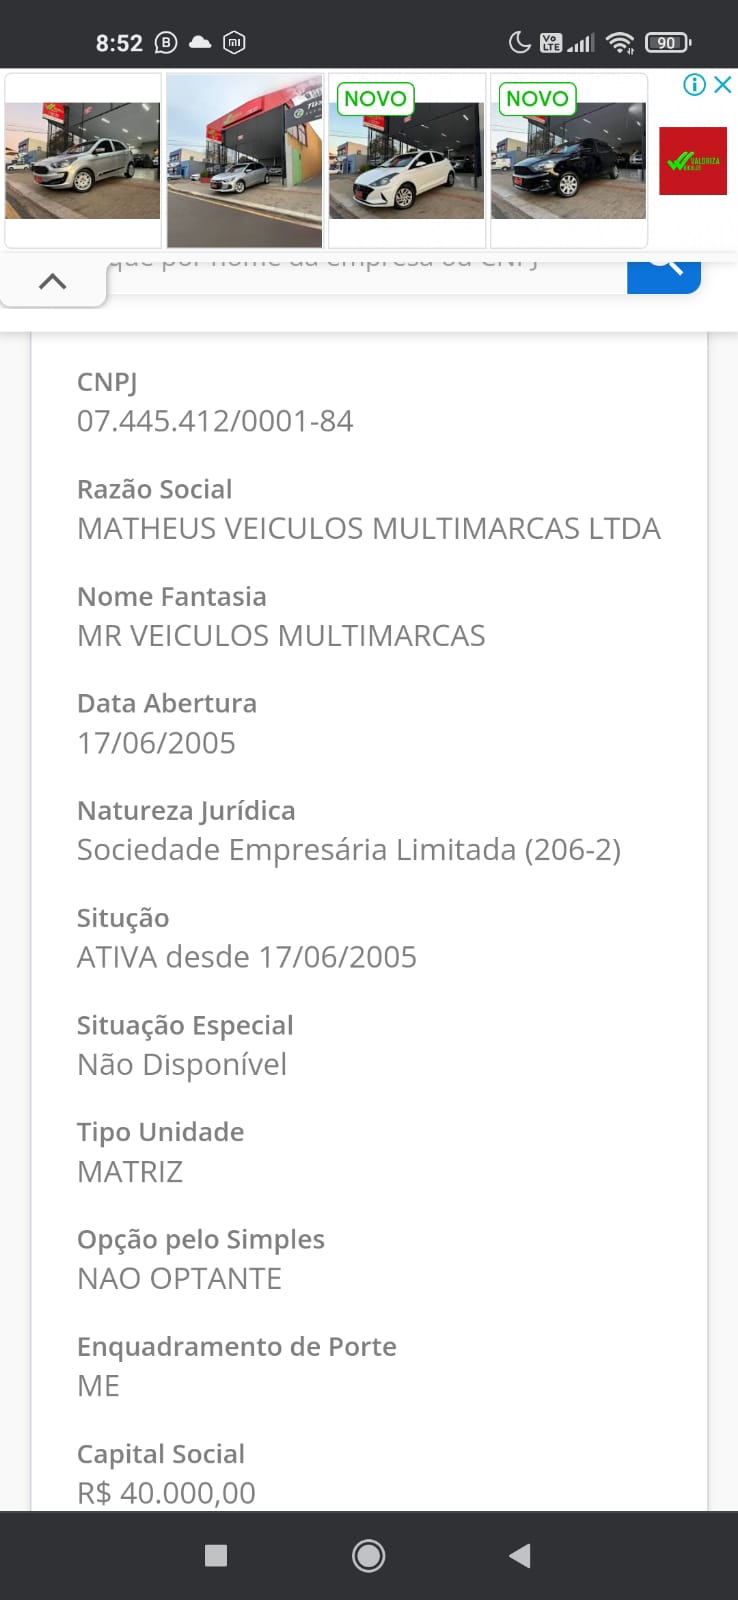 8:52
VoLTE
90
NOVO
NOVO
VALORIZA
que por nome da empresa ou CNPJ
CNPJ
07.445.412/0001-84
Razão Social
MATHEUS VEICULOS MULTIMARCAS LTDA
Nome Fantasia
MR VEICULOS MULTIMARCAS
Data Abertura
17/06/2005
Natureza Jurídica
Sociedade Empresária Limitada (206-2)
Situção
ATIVA desde 17/06/2005
Situação Especial
Não Disponível
Tipo Unidade
MATRIZ
Opção pelo Simples
NAO OPTANTE
Enquadramento de Porte
ME
Capital Social
R$ 40.000,00